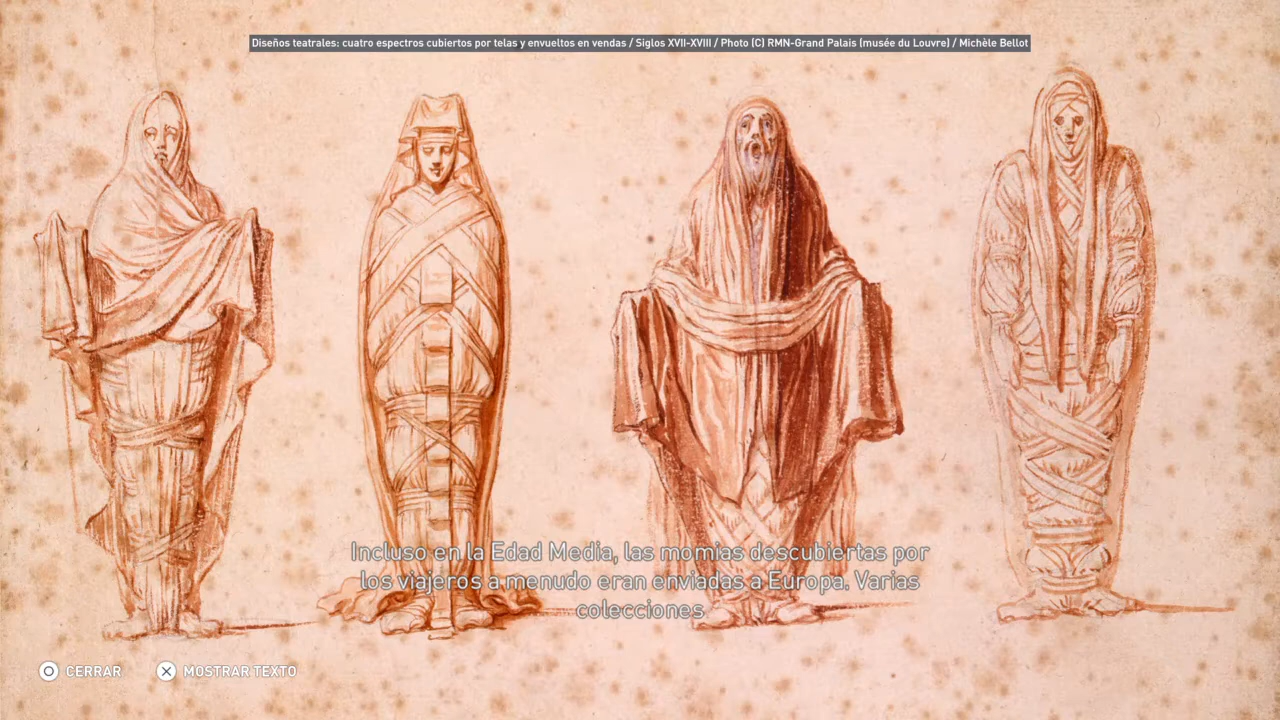 Diseños teatrales: cuatro espectros cubiertos por telas y envueltos en vendas / Siglos XVII-XVIII / Photo (C) RMN-Grand Palais (musée du Louvre) / Michèle Bellot
Incluso en la Edad Media, las momias descubiertas por
los viajeros a menudo eran enviadas a Europa. Varias
colecciones
CERRAR
MOSTRAR TEXTO